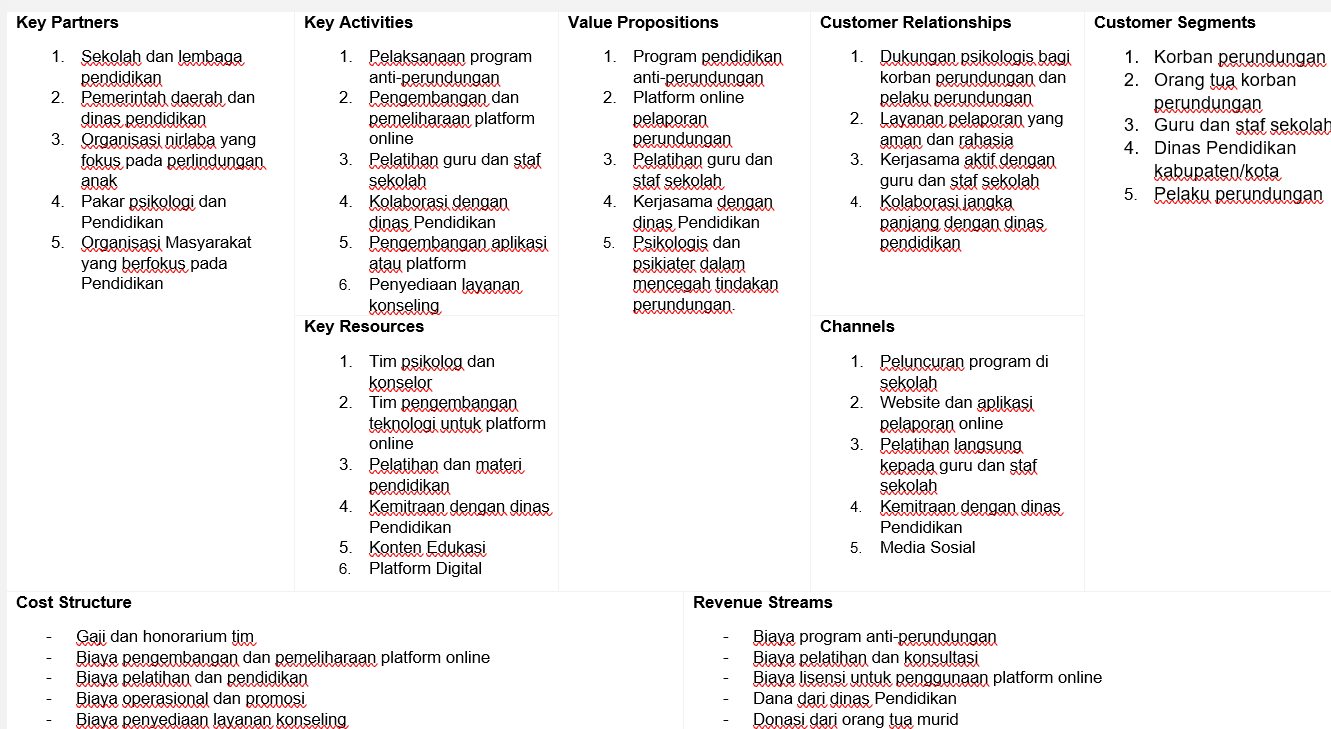 Key Partners
1. Sekolah dan lembaga
pendidikan
2. Pemerintah daerah dan
dinas pendidikan
3. Organisasi nirlaba yang
fokus pada perlindungan
anak
4. Pakar psikologi dan
Pendidikan
5. Organisasi Masyarakat
yang berfokus pada
Pendidikan
Key Activities
1. Pelaksanaan program
anti-perundungan
2. Pengembangan dan
pemeliharaan platform
online
3. Pelatihan guru dan staf
sekolah
4. Kolaborasi dengan
dinas Pendidikan
5. Pengembangan aplikasi
atau platform
6. Penyediaan layanan
konseling
Key Resources
1. Tim psikolog dan
konselor
2. Tim pengembangan
teknologi untuk platform
online
3. Pelatihan dan materi
pendidikan
4. Kemitraan dengan dinas
Pendidikan
5. Konten Edukasi
6. Platform Digital
Value Propositions
1. Program pendidikan
anti-perundungan
2. Platform online
pelaporan
perundungan
3. Pelatihan guru dan
staf sekolah
4. Kerjasama dengan
dinas Pendidikan
5. Psikologis dan
psikiater dalam
mencegah tindakan
perundungan.
Customer Relationships
1. Dukungan psikologis bagi
korban perundungan dan
pelaku perundungan
2. Layanan pelaporan yang
aman dan rahasia
3. Kerjasama aktif dengan
guru dan staf sekolah
4. Kolaborasi jangka
panjang dengan dinas
pendidikan
Channels
1. Peluncuran program di
sekolah
2. Website dan aplikasi
pelaporan online
3. Pelatihan langsung
kepada guru dan staf
sekolah
4. Kemitraan dengan dinas
Pendidikan
5. Media Sosial
Customer Segments
1. Korban perundungan
2. Orang tua korban
perundungan
3. Guru dan staf sekolah
4. Dinas Pendidikan
kabupaten/kota
5. Pelaku perundungan
Cost Structure
- Gaji dan honorarium tim
- Biaya pengembangan dan pemeliharaan platform online
- Biaya pelatihan dan pendidikan
- Biaya operasional dan promosi
- Biaya penyediaan layanan konseling
Revenue Streams
- Biaya program anti-perundungan
- Biaya pelatihan dan konsultasi
- Biaya lisensi untuk penggunaan platform online
- Dana dari dinas Pendidikan
- Donasi dari orang tua murid